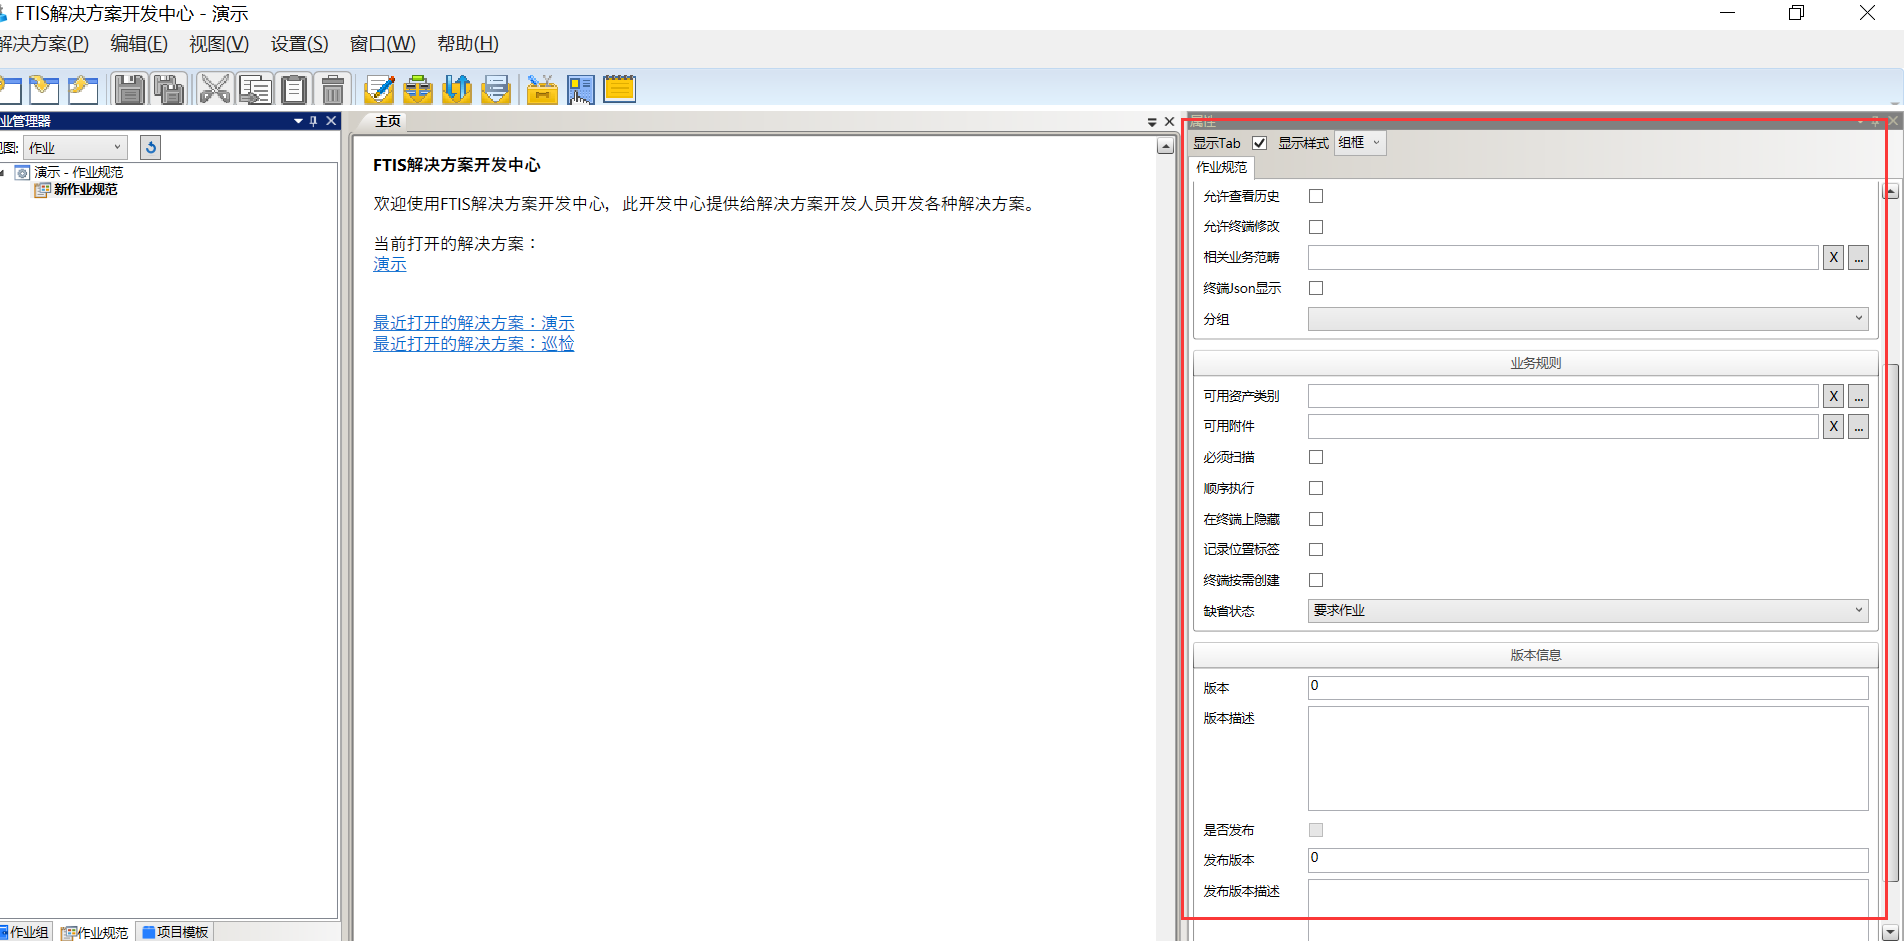 FTIS解决方案开发中心 - 演示
解决方案(P) 编辑(E) 视图(V) 设置(S) 窗口(W) 帮助(H)
业管理器
视图: 作业
演示 - 作业规范
新作业规范
作业组 作业规范 项目模板
主页
FTIS解决方案开发中心
欢迎使用FTIS解决方案开发中心，此开发中心提供给解决方案开发人员开发各种解决方案。
当前打开的解决方案：
演示
最近打开的解决方案：演示
最近打开的解决方案：巡检
属性
显示Tab 显示样式 组框
作业规范
允许查看历史
允许终端修改
相关业务范畴 X ...
终端Json显示
分组
业务规则
可用资产类别 X ...
可用附件 X ...
必须扫描
顺序执行
在终端上隐藏
记录位置标签
终端按需创建
缺省状态 要求作业
版本信息
版本 0
版本描述
是否发布
发布版本 0
发布版本描述